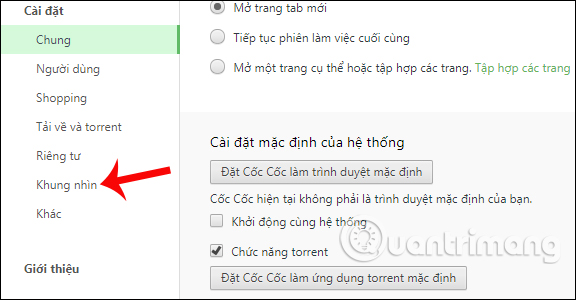 Cài đặt
Chung
Người dùng
Shopping
Tải về và torrent
Riêng tư
Khung nhìn
Khác
Giới thiệu
Mở trang tab mới
Tiếp tục phiên làm việc cuối cùng
Mở một trang cụ thể hoặc tập hợp các trang. Tập hợp các trang
Cài đặt mặc định của hệ thống
Đặt Cốc Cốc làm trình duyệt mặc định
Cốc Cốc hiện tại không phải là trình duyệt mặc định của bạn.
Khởi động cùng hệ thống
Chức năng torrent
Đặt Cốc Cốc làm ứng dụng torrent mặc định
Quantrimang